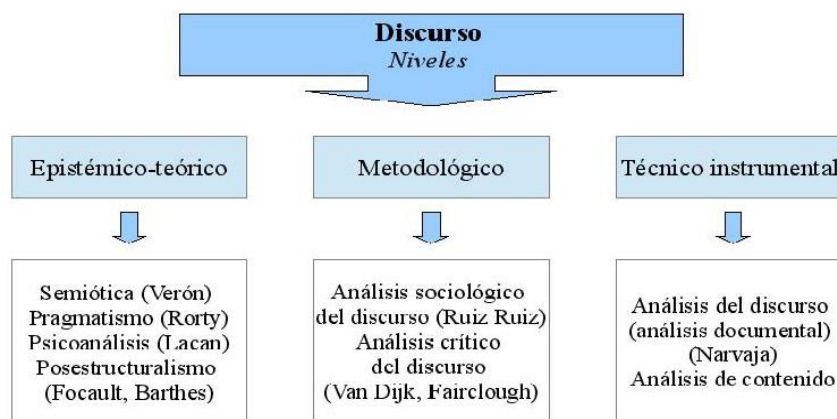 Discurso
Niveles
Epistémico-teórico
Metodológico
Técnico instrumental
Semiótica (Verón)
Pragmatismo (Rorty)
Psicoanálisis (Lacan)
Posestructuralismo
(Focault, Barthes)
Análisis sociológico
del discurso (Ruiz Ruiz)
Análisis crítico
del discurso
(Van Dijk, Fairclough)
Análisis del discurso
(análisis documental)
(Narvaja)
Análisis de contenido